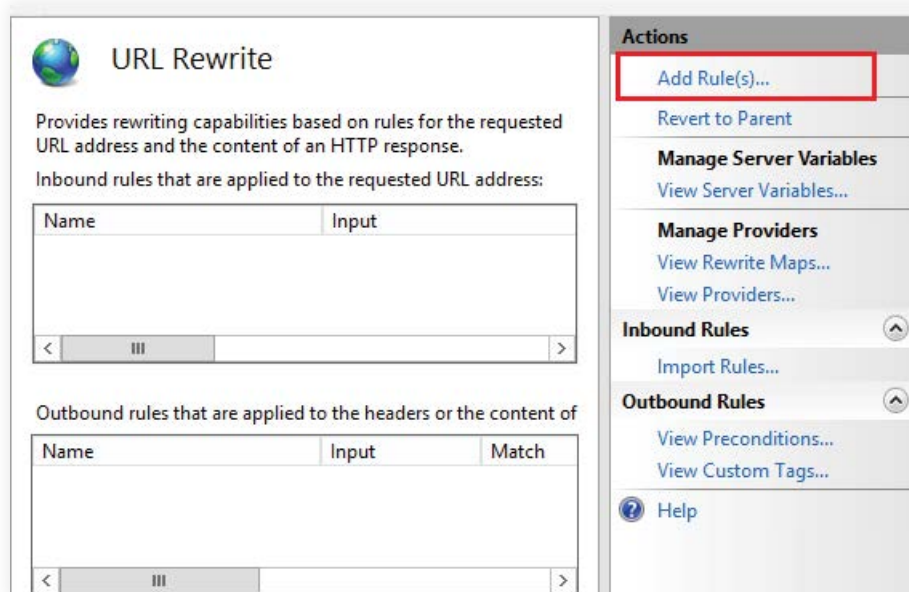 URL Rewrite
Provides rewriting capabilities based on rules for the requested
URL address and the content of an HTTP response.
Inbound rules that are applied to the requested URL address:
Name Input
Outbound rules that are applied to the headers or the content of
Name Input Match
Actions
Add Rule(s)...
Revert to Parent
Manage Server Variables
View Server Variables...
Manage Providers
View Rewrite Maps...
View Providers...
Inbound Rules
Import Rules...
Outbound Rules
View Preconditions...
View Custom Tags...
Help